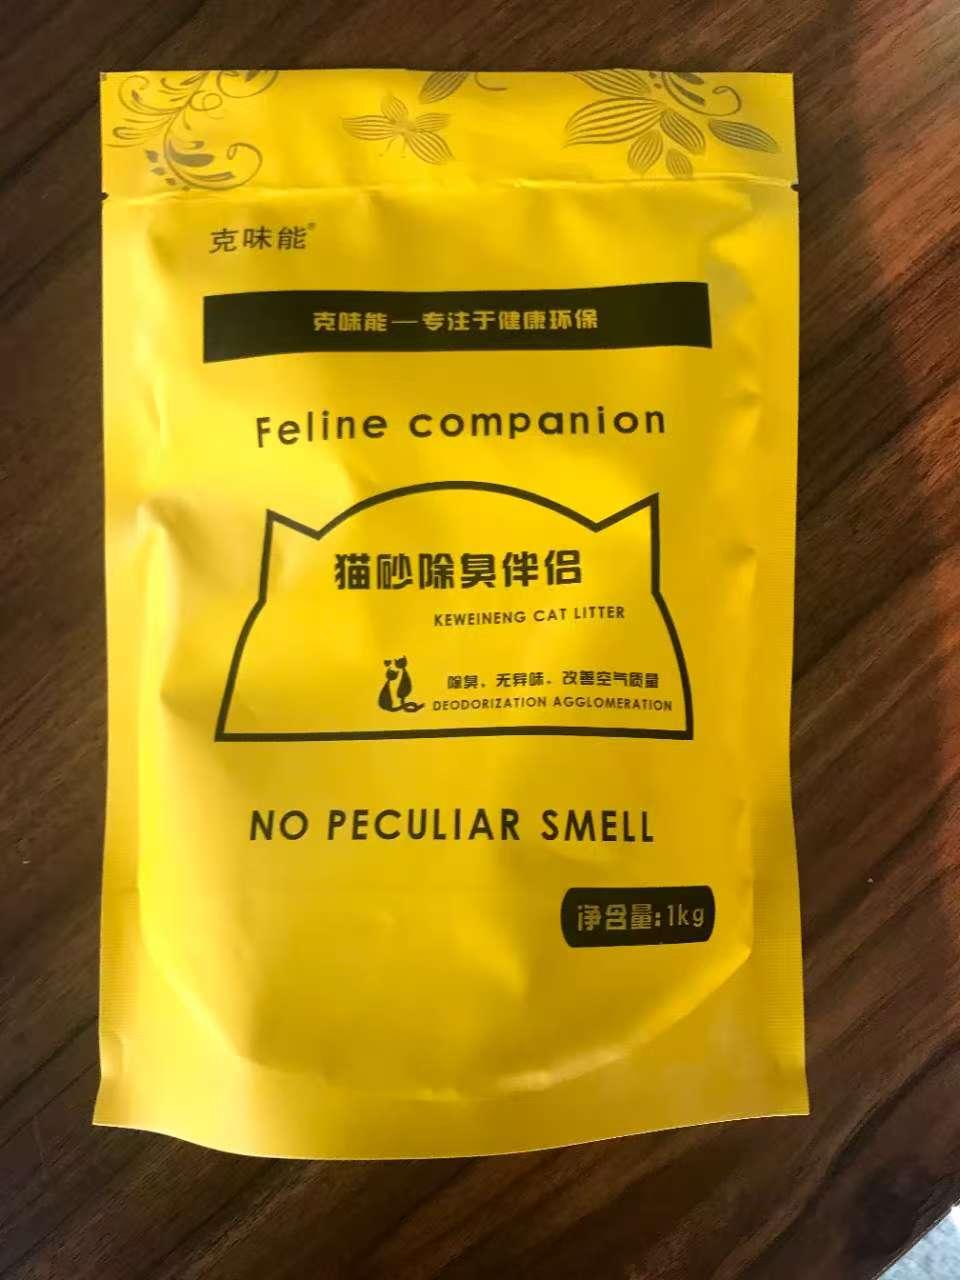 克味能®
克味能—专注于健康环保
Feline companion
猫砂除臭伴侣
KEWEINENG CAT LITTER
除臭、无异味、改善空气质量
DEODORIZATION AGGLOMERATION
NO PECULIAR SMELL
净含量:1kg